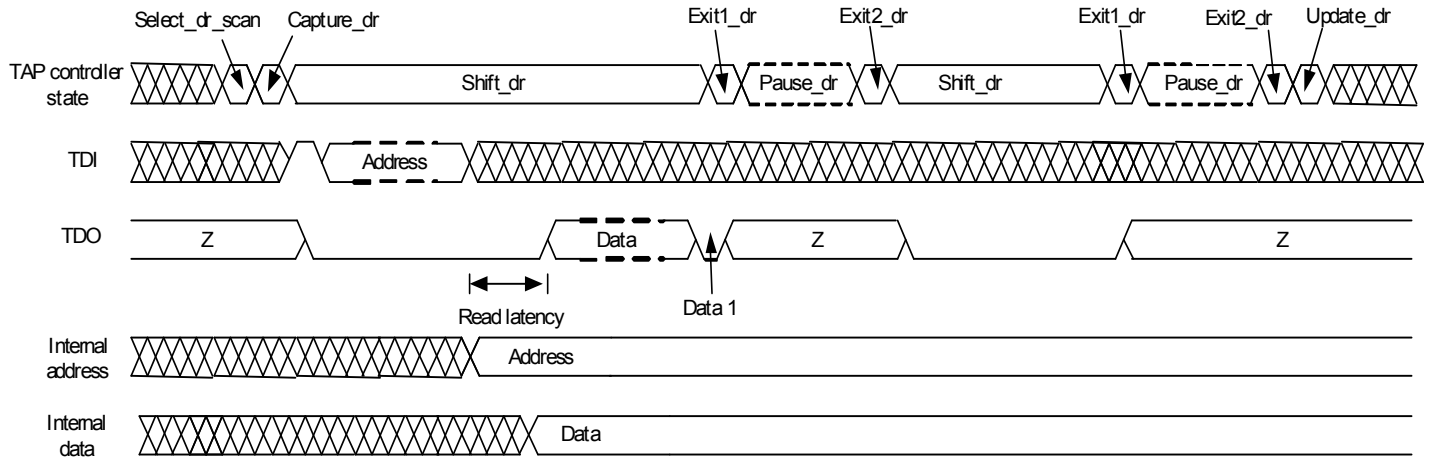 Select_dr_scan Capture_dr Exit1_dr Exit2_dr Exit1_dr Exit2_dr Update_dr
TAP controller
state
Shift_dr Pause_dr Shift_dr Pause_dr
TDI
Address
TDO
Z Data Z Z
Read latency
Data 1
Internal
address
Address
Internal
data
Data